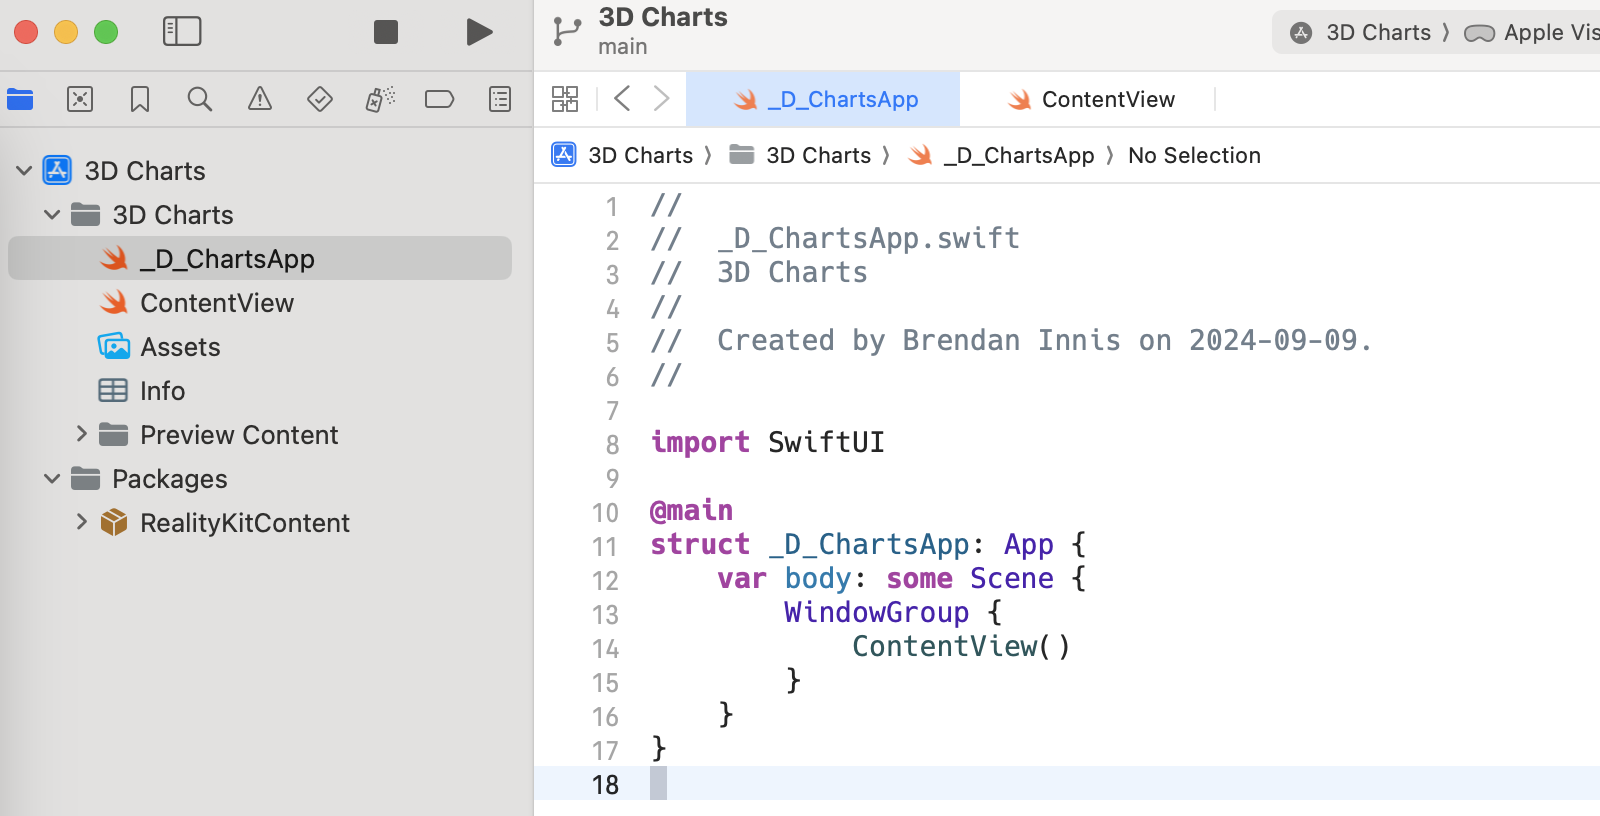 3D Charts
main
3D Charts 〉 Apple Vis
_D_ChartsApp
ContentView
3D Charts 〉 3D Charts 〉 _D_ChartsApp 〉 No Selection
3D Charts
3D Charts
_D_ChartsApp
ContentView
Assets
Info
Preview Content
Packages
RealityKitContent
1 //
2 //  _D_ChartsApp.swift
3 //  3D Charts
4 //
5 //  Created by Brendan Innis on 2024-09-09.
6 //
7
8 import SwiftUI
9
10 @main
11 struct _D_ChartsApp: App {
12     var body: some Scene {
13         WindowGroup {
14             ContentView()
15         }
16     }
17 }
18